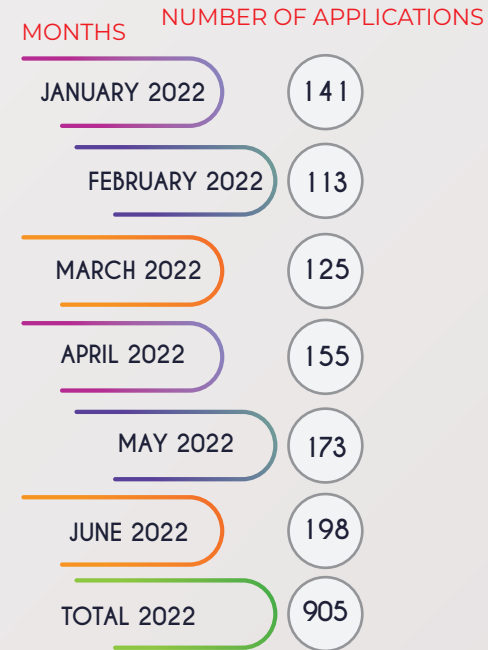 MONTHS
NUMBER OF APPLICATIONS
JANUARY 2022
141
FEBRUARY 2022
113
MARCH 2022
125
APRIL 2022
155
MAY 2022
173
JUNE 2022
198
TOTAL 2022
905